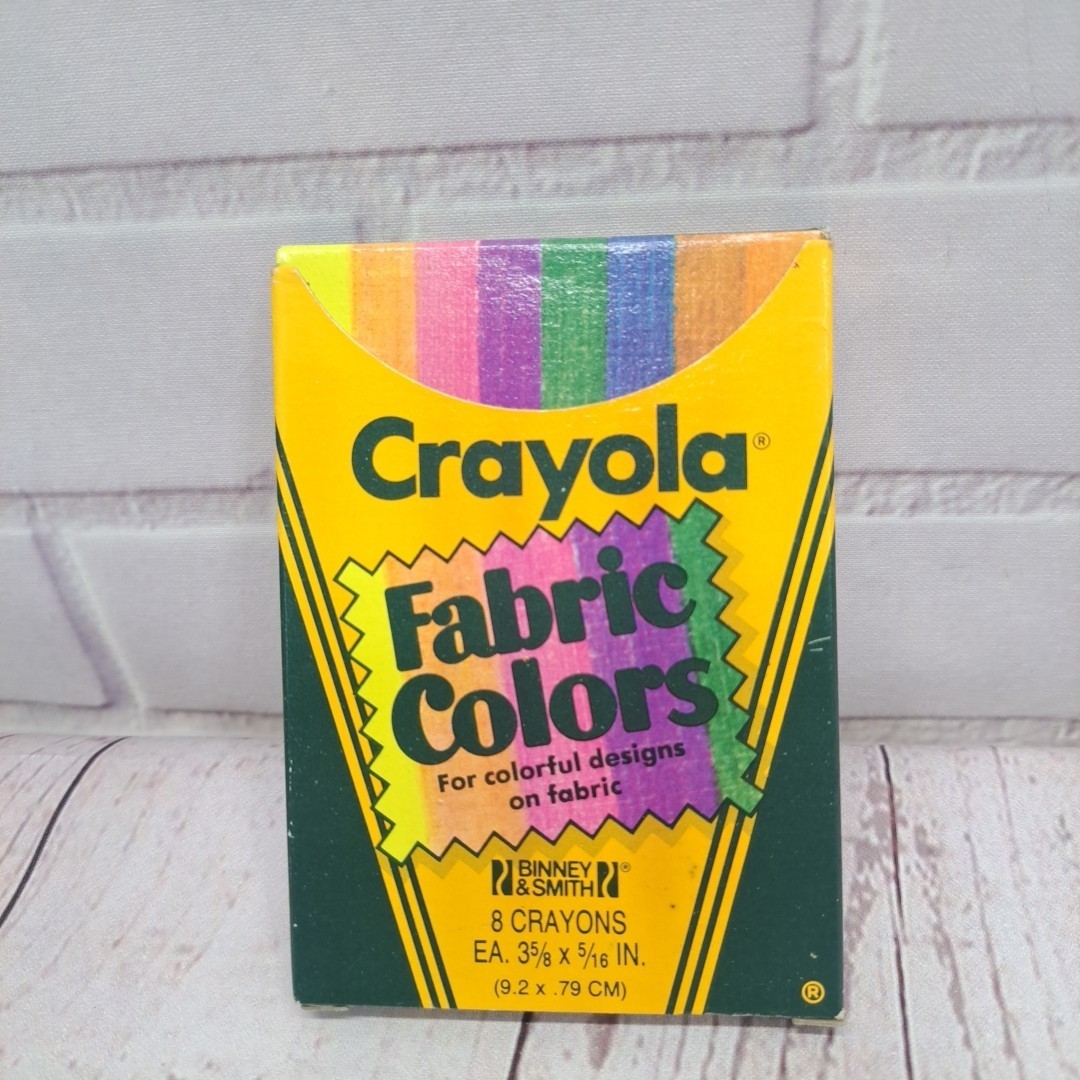 Crayola®
Fabric
Colors
For colorful designs
on fabric
BINNEY ®
& SMITH
8 CRAYONS
EA. 3⅝ x 5/16 IN.
(9.2 x .79 CM)
®